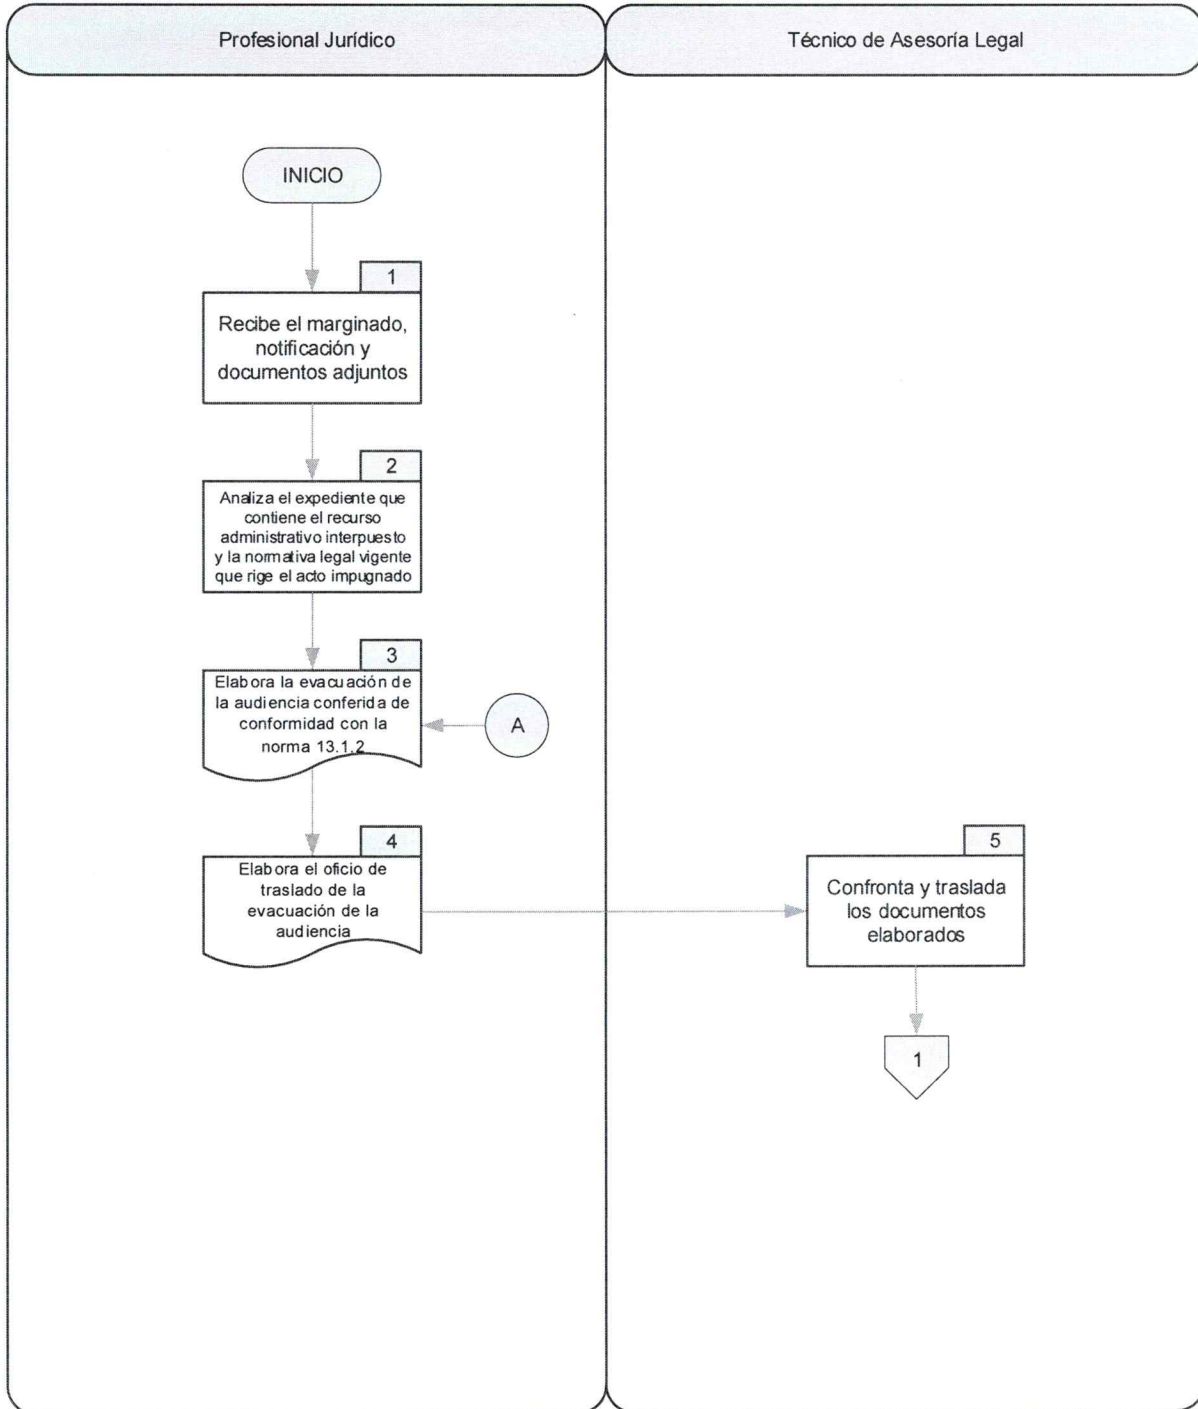 Profesional Jurídico
Técnico de Asesoría Legal
INICIO
1
Recibe el marginado,
notificación y
documentos adjuntos
2
Analiza el expediente que
contiene el recurso
administrativo interpuesto
y la normativa legal vigente
que rige el acto impugnado
3
Elabora la evacuación de
la audiencia conferida de
conformidad con la
norma 13.1.2
A
4
Elabora el oficio de
traslado de la
evacuación de la
audiencia
5
Confronta y traslada
los documentos
elaborados
1